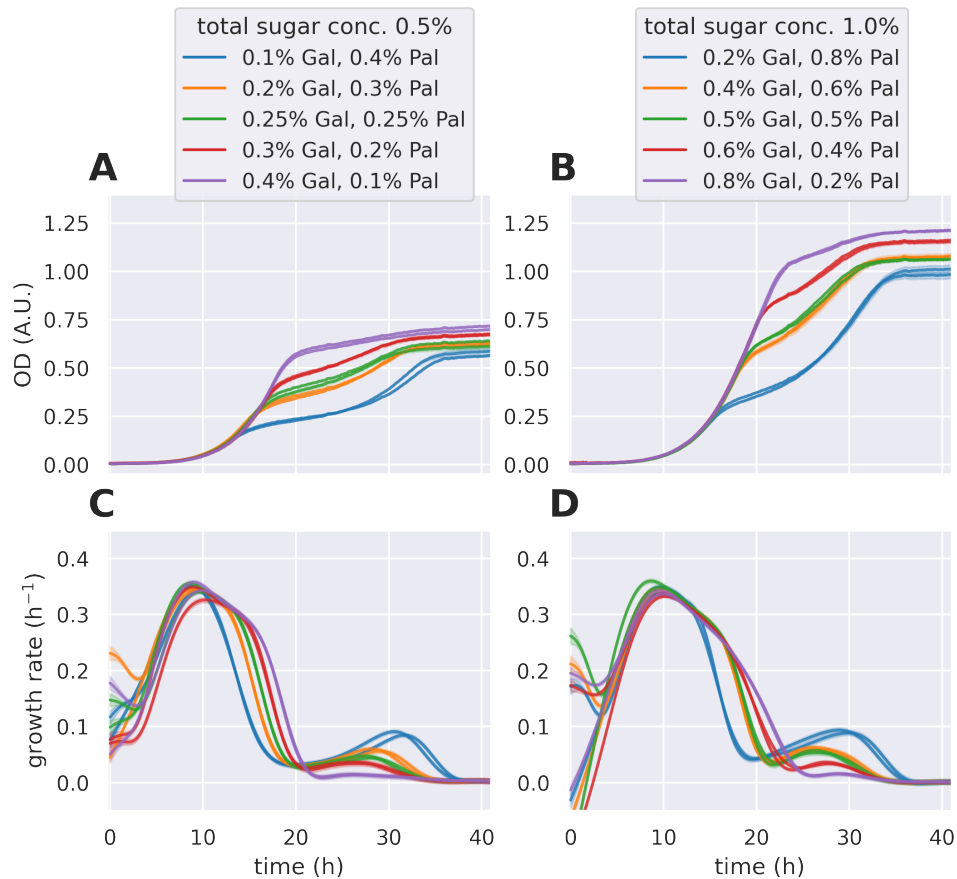 total sugar conc. 0.5%
0.1% Gal, 0.4% Pal
0.2% Gal, 0.3% Pal
0.25% Gal, 0.25% Pal
0.3% Gal, 0.2% Pal
0.4% Gal, 0.1% Pal
total sugar conc. 1.0%
0.2% Gal, 0.8% Pal
0.4% Gal, 0.6% Pal
0.5% Gal, 0.5% Pal
0.6% Gal, 0.4% Pal
0.8% Gal, 0.2% Pal
A
OD (A.U.)
1.25
1.00
0.75
0.50
0.25
0.00
B
1.25
1.00
0.75
0.50
0.25
0.00
C
growth rate (h⁻¹)
0.4
0.3
0.2
0.1
0.0
0 10 20 30 40
time (h)
D
0.4
0.3
0.2
0.1
0.0
0 10 20 30 40
time (h)